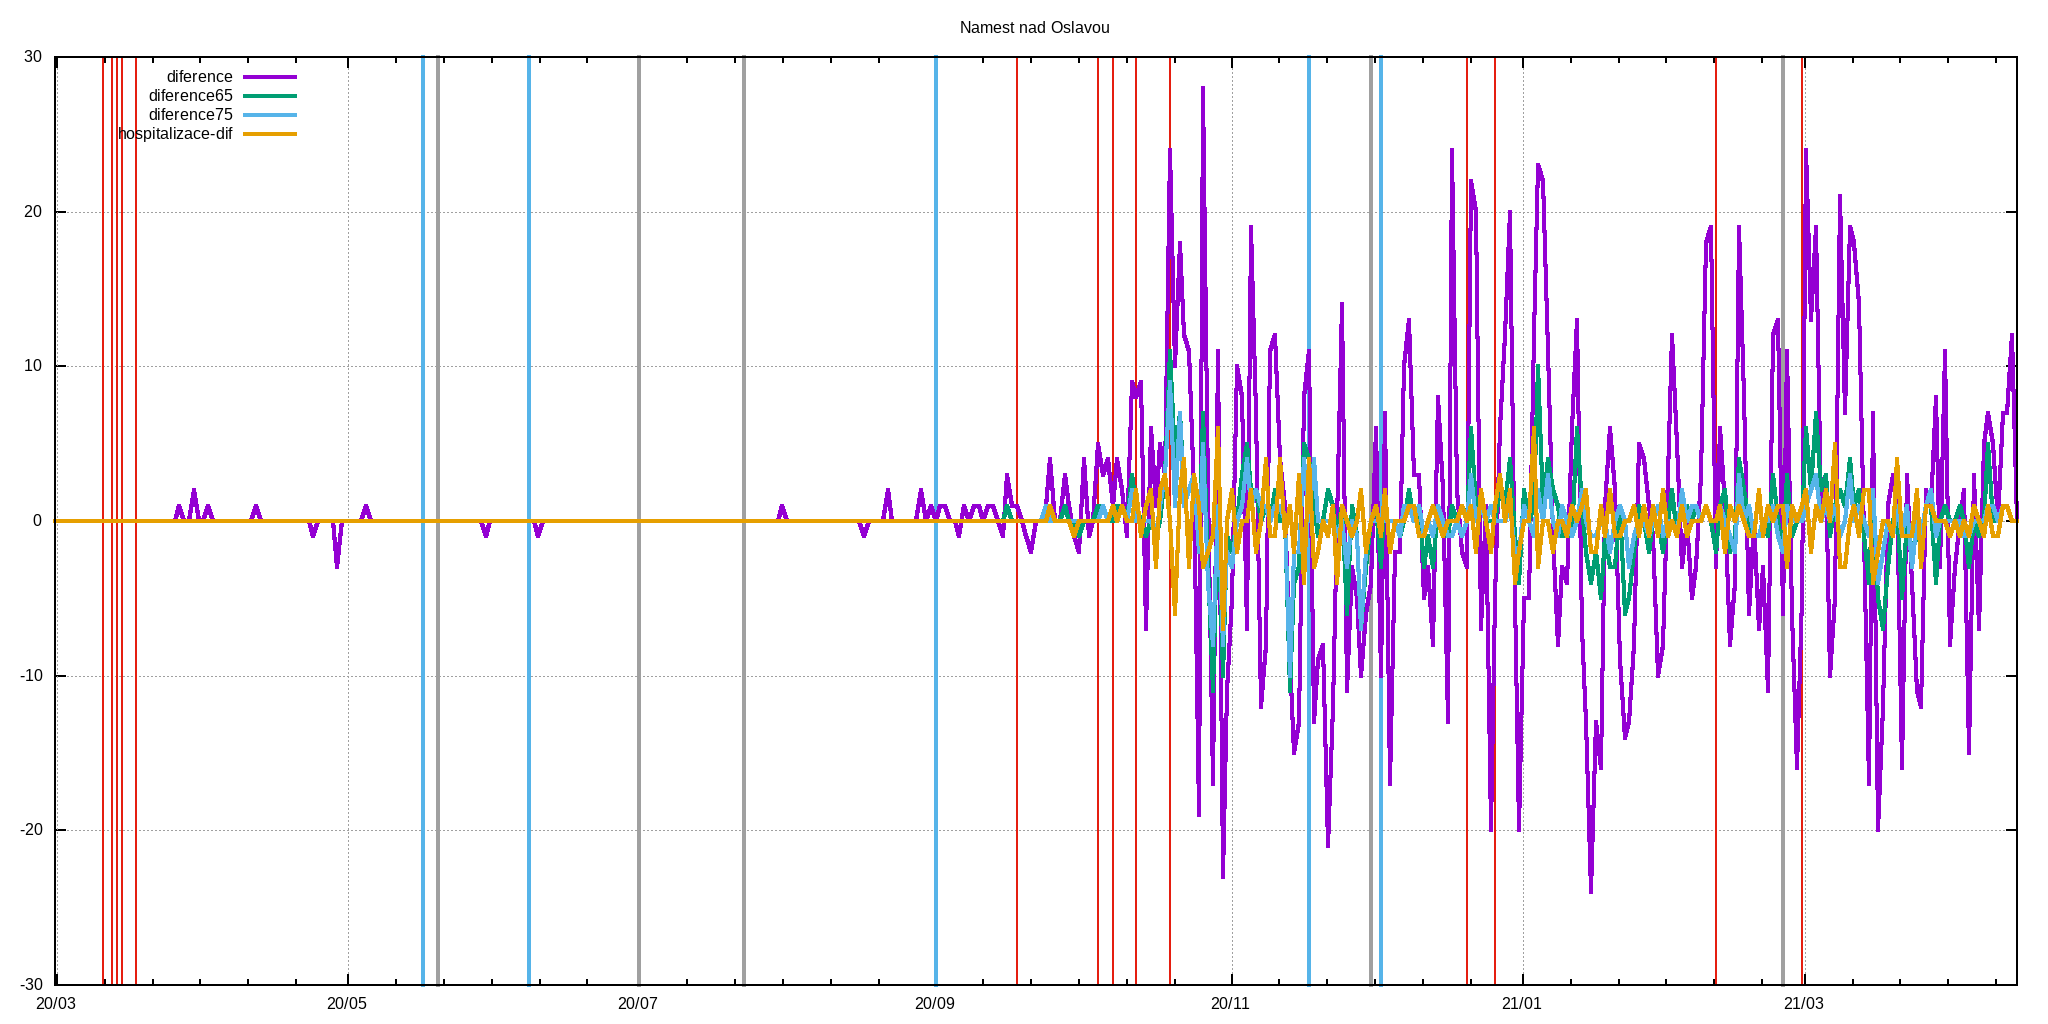 Namest nad Oslavou
30
diference
diference65
diference75
hospitalizace-dif
20
10
0
-10
-20
-30
20/03 20/05 20/07 20/09 20/11 21/01 21/03